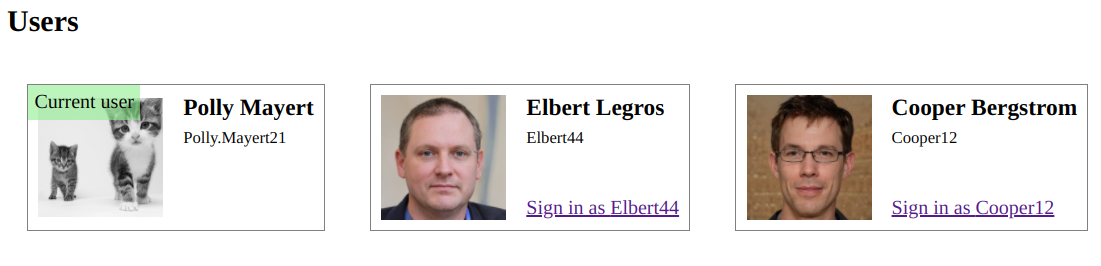 Users
Current user
Polly Mayert
Polly.Mayert21
Elbert Legros
Elbert44
Sign in as Elbert44
Cooper Bergstrom
Cooper12
Sign in as Cooper12